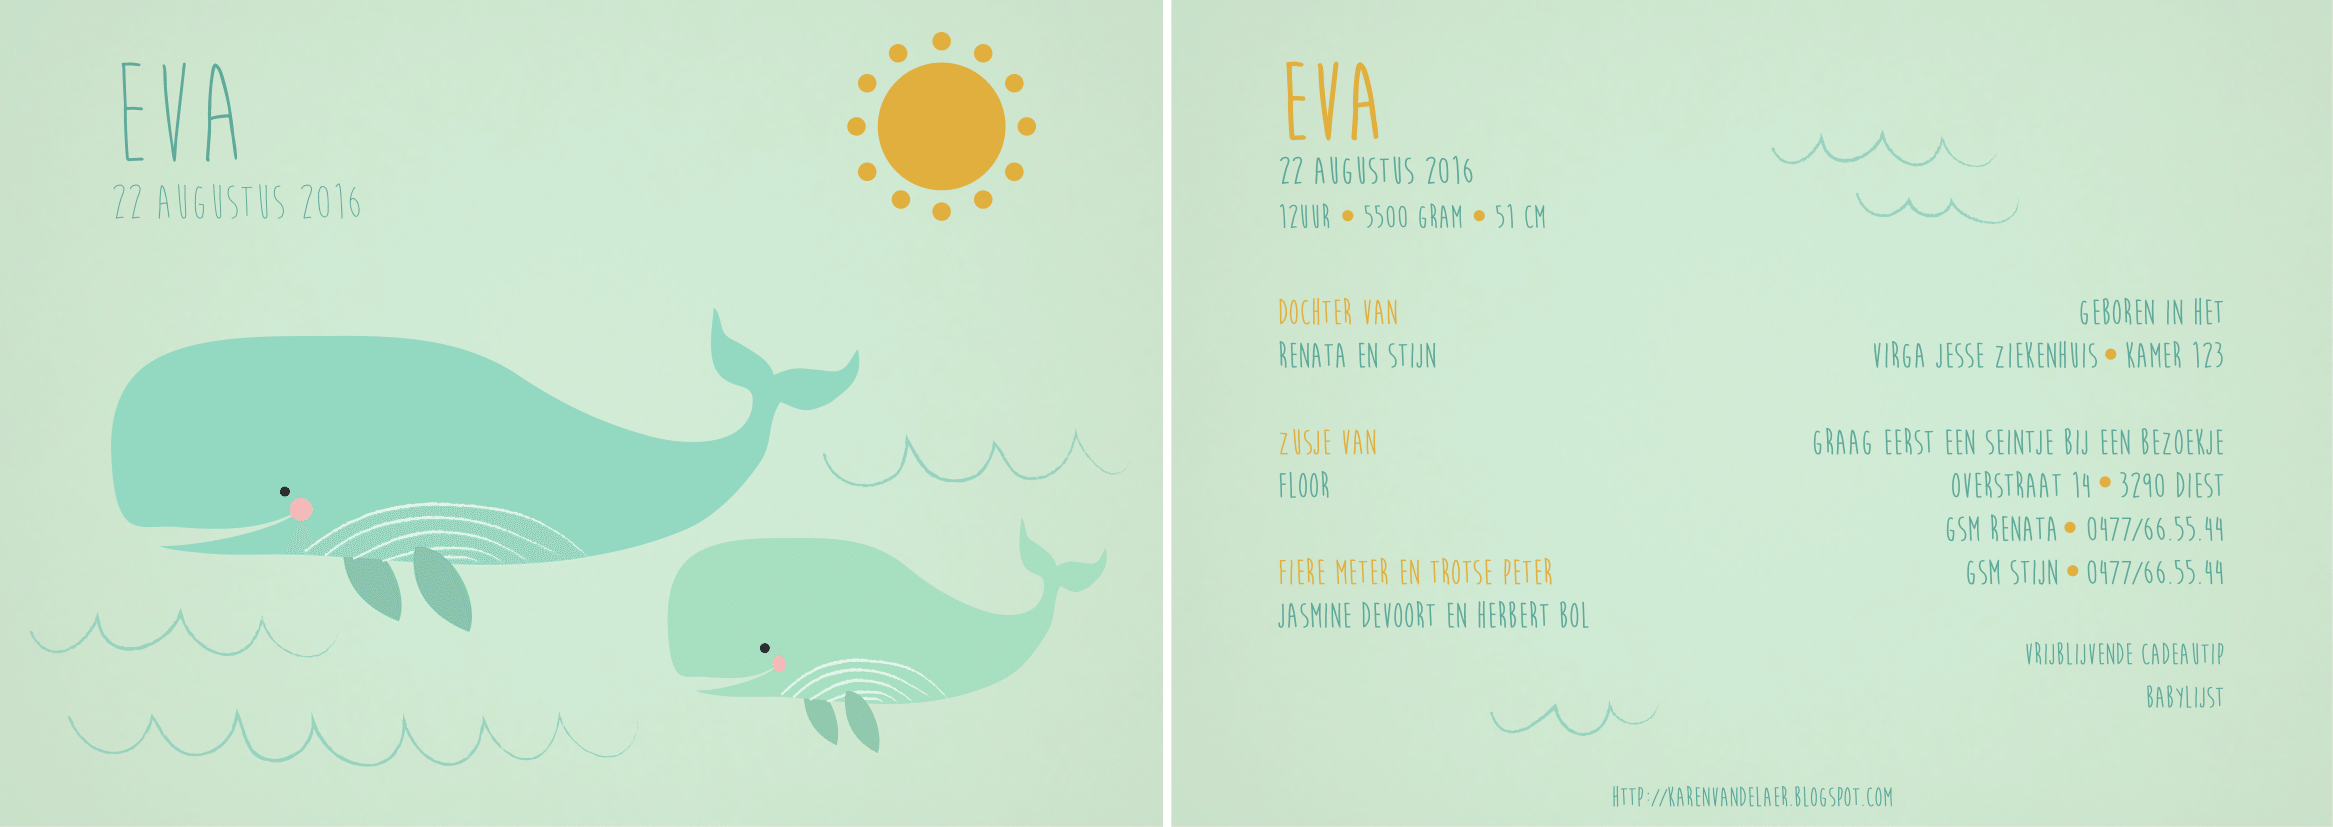 EVA
22 AUGUSTUS 2016
EVA
22 AUGUSTUS 2016
12UUR • 5500 GRAM • 51 CM
DOCHTER VAN
RENATA EN STIJN
ZUSJE VAN
FLOOR
FIERE METER EN TROTSE PETER
JASMINE DEVOORT EN HERBERT BOL
GEBOREN IN HET
VIRGA JESSE ZIEKENHUIS • KAMER 123
GRAAG EERST EEN SEINTJE BIJ EEN BEZOEKJE
OVERSTRAAT 14 • 3290 DIEST
GSM RENATA • 0477/66.55.44
GSM STIJN • 0477/66.55.44
VRIJBLIJVENDE CADEAUTIP
BABYLIJST
HTTP://KARENVANDELAER.BLOGSPOT.COM